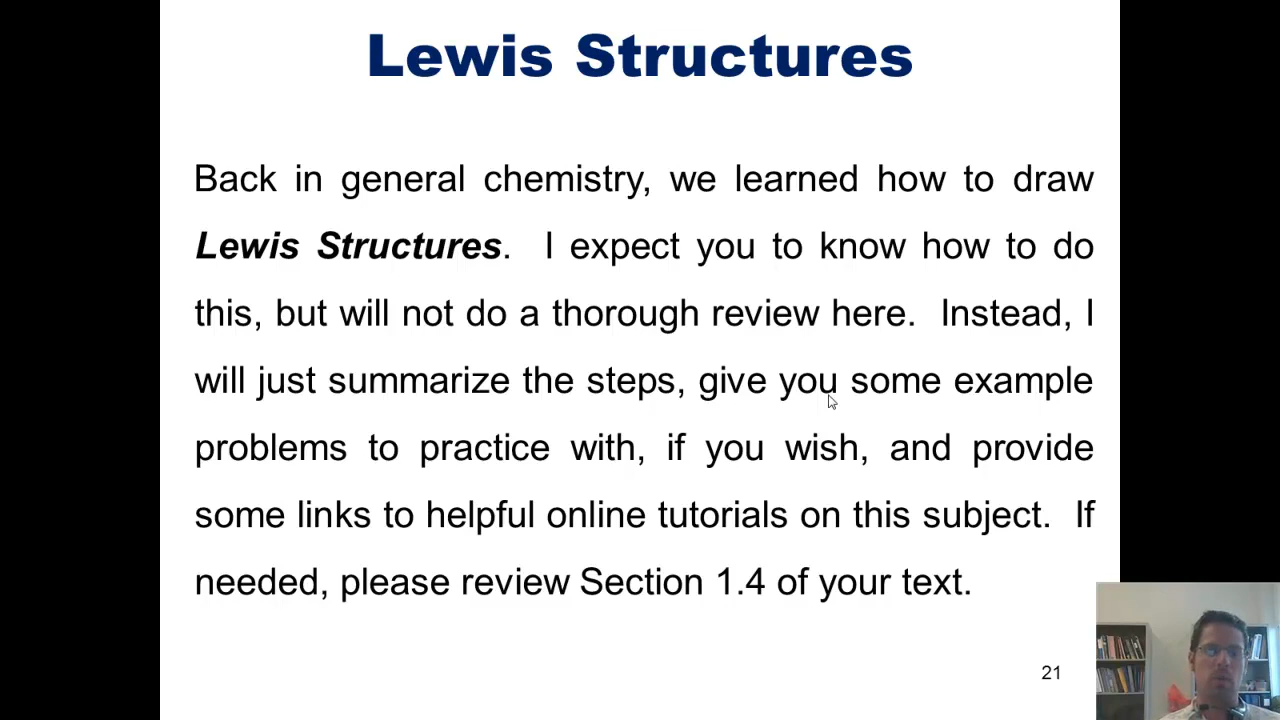 Lewis Structures
Back in general chemistry, we learned how to draw
Lewis Structures. I expect you to know how to do
this, but will not do a thorough review here. Instead, I
will just summarize the steps, give you some example
problems to practice with, if you wish, and provide
some links to helpful online tutorials on this subject. If
needed, please review Section 1.4 of your text.
21